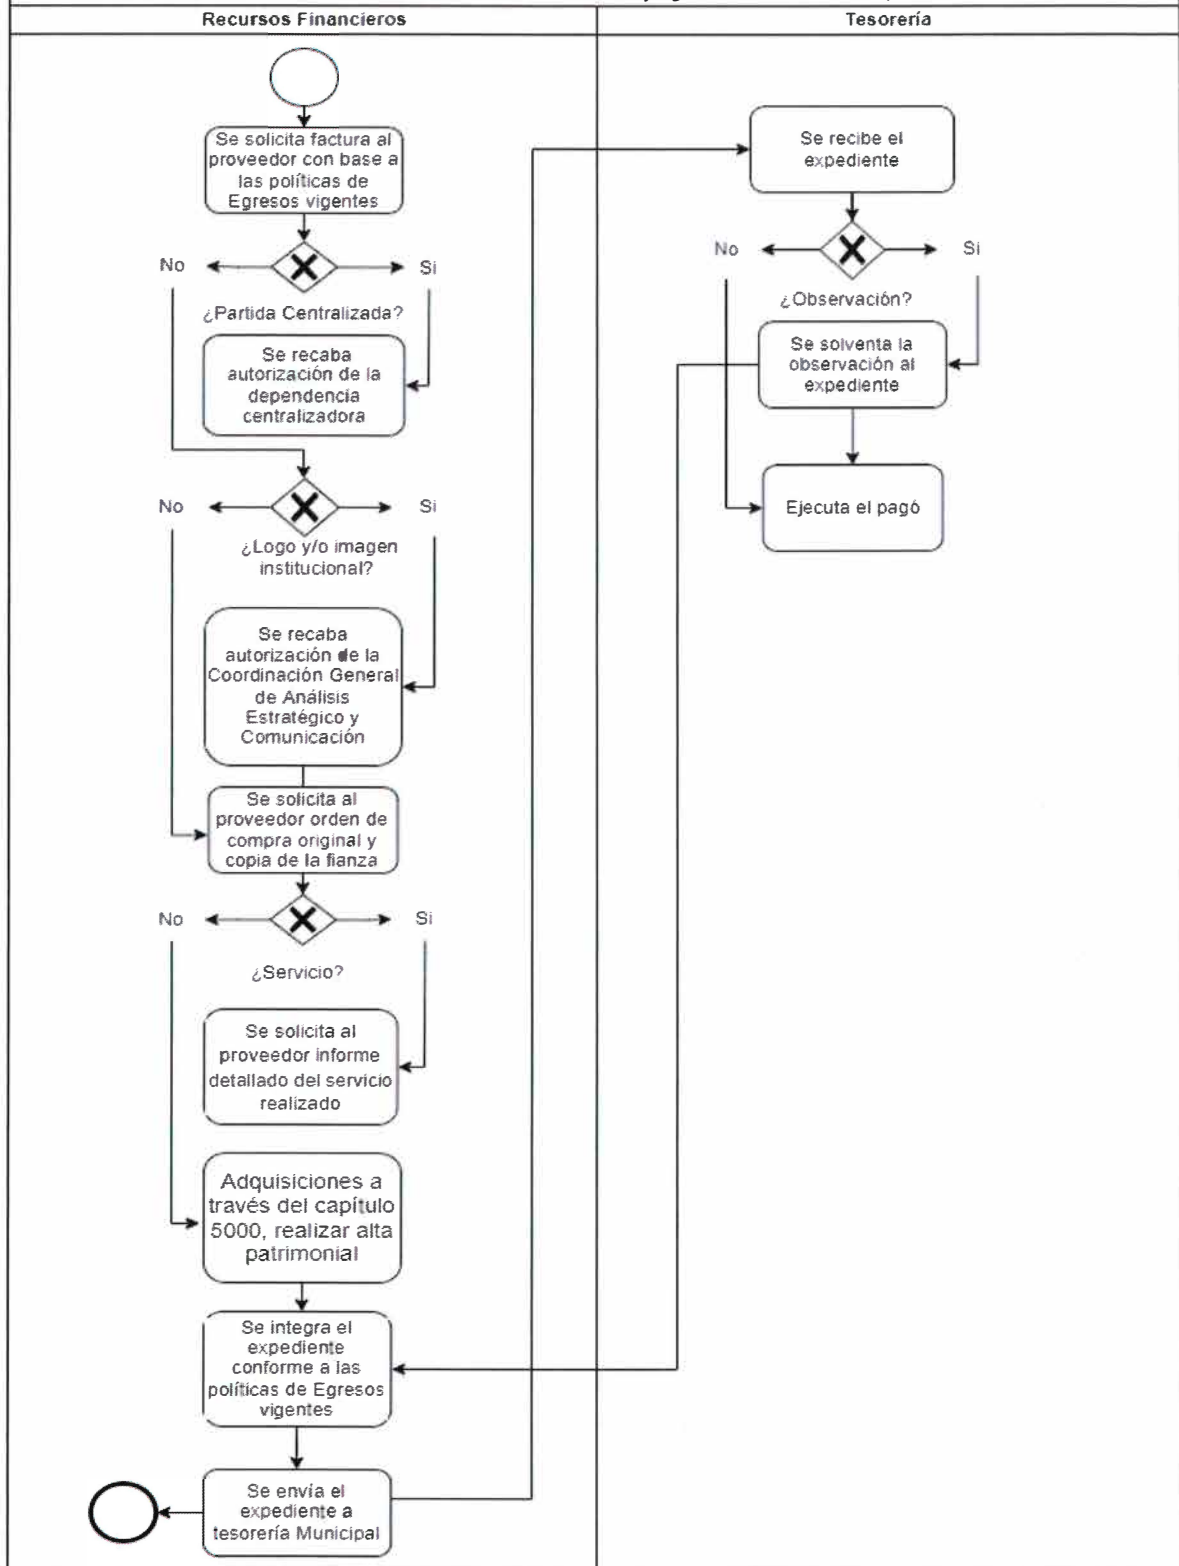 Recursos Financieros
Tesorería
Se solicita factura al
proveedor con base a
las políticas de
Egresos vigentes
No
Si
¿Partida Centralizada?
Se recaba
autorización de la
dependencia
centralizadora
No
Si
¿Logo y/o imagen
institucional?
Se recaba
autorización de la
Coordinación General
de Análisis
Estratégico y
Comunicación
Se solicita al
proveedor orden de
compra original y
copia de la fianza
No
Si
¿Servicio?
Se solicita al
proveedor informe
detallado del servicio
realizado
Adquisiciones a
través del capítulo
5000, realizar alta
patrimonial
Se integra el
expediente
conforme a las
políticas de Egresos
vigentes
Se envía el
expediente a
tesorería Municipal
Se recibe el
expediente
No
Si
¿Observación?
Se solventa la
observación al
expediente
Ejecuta el pagó